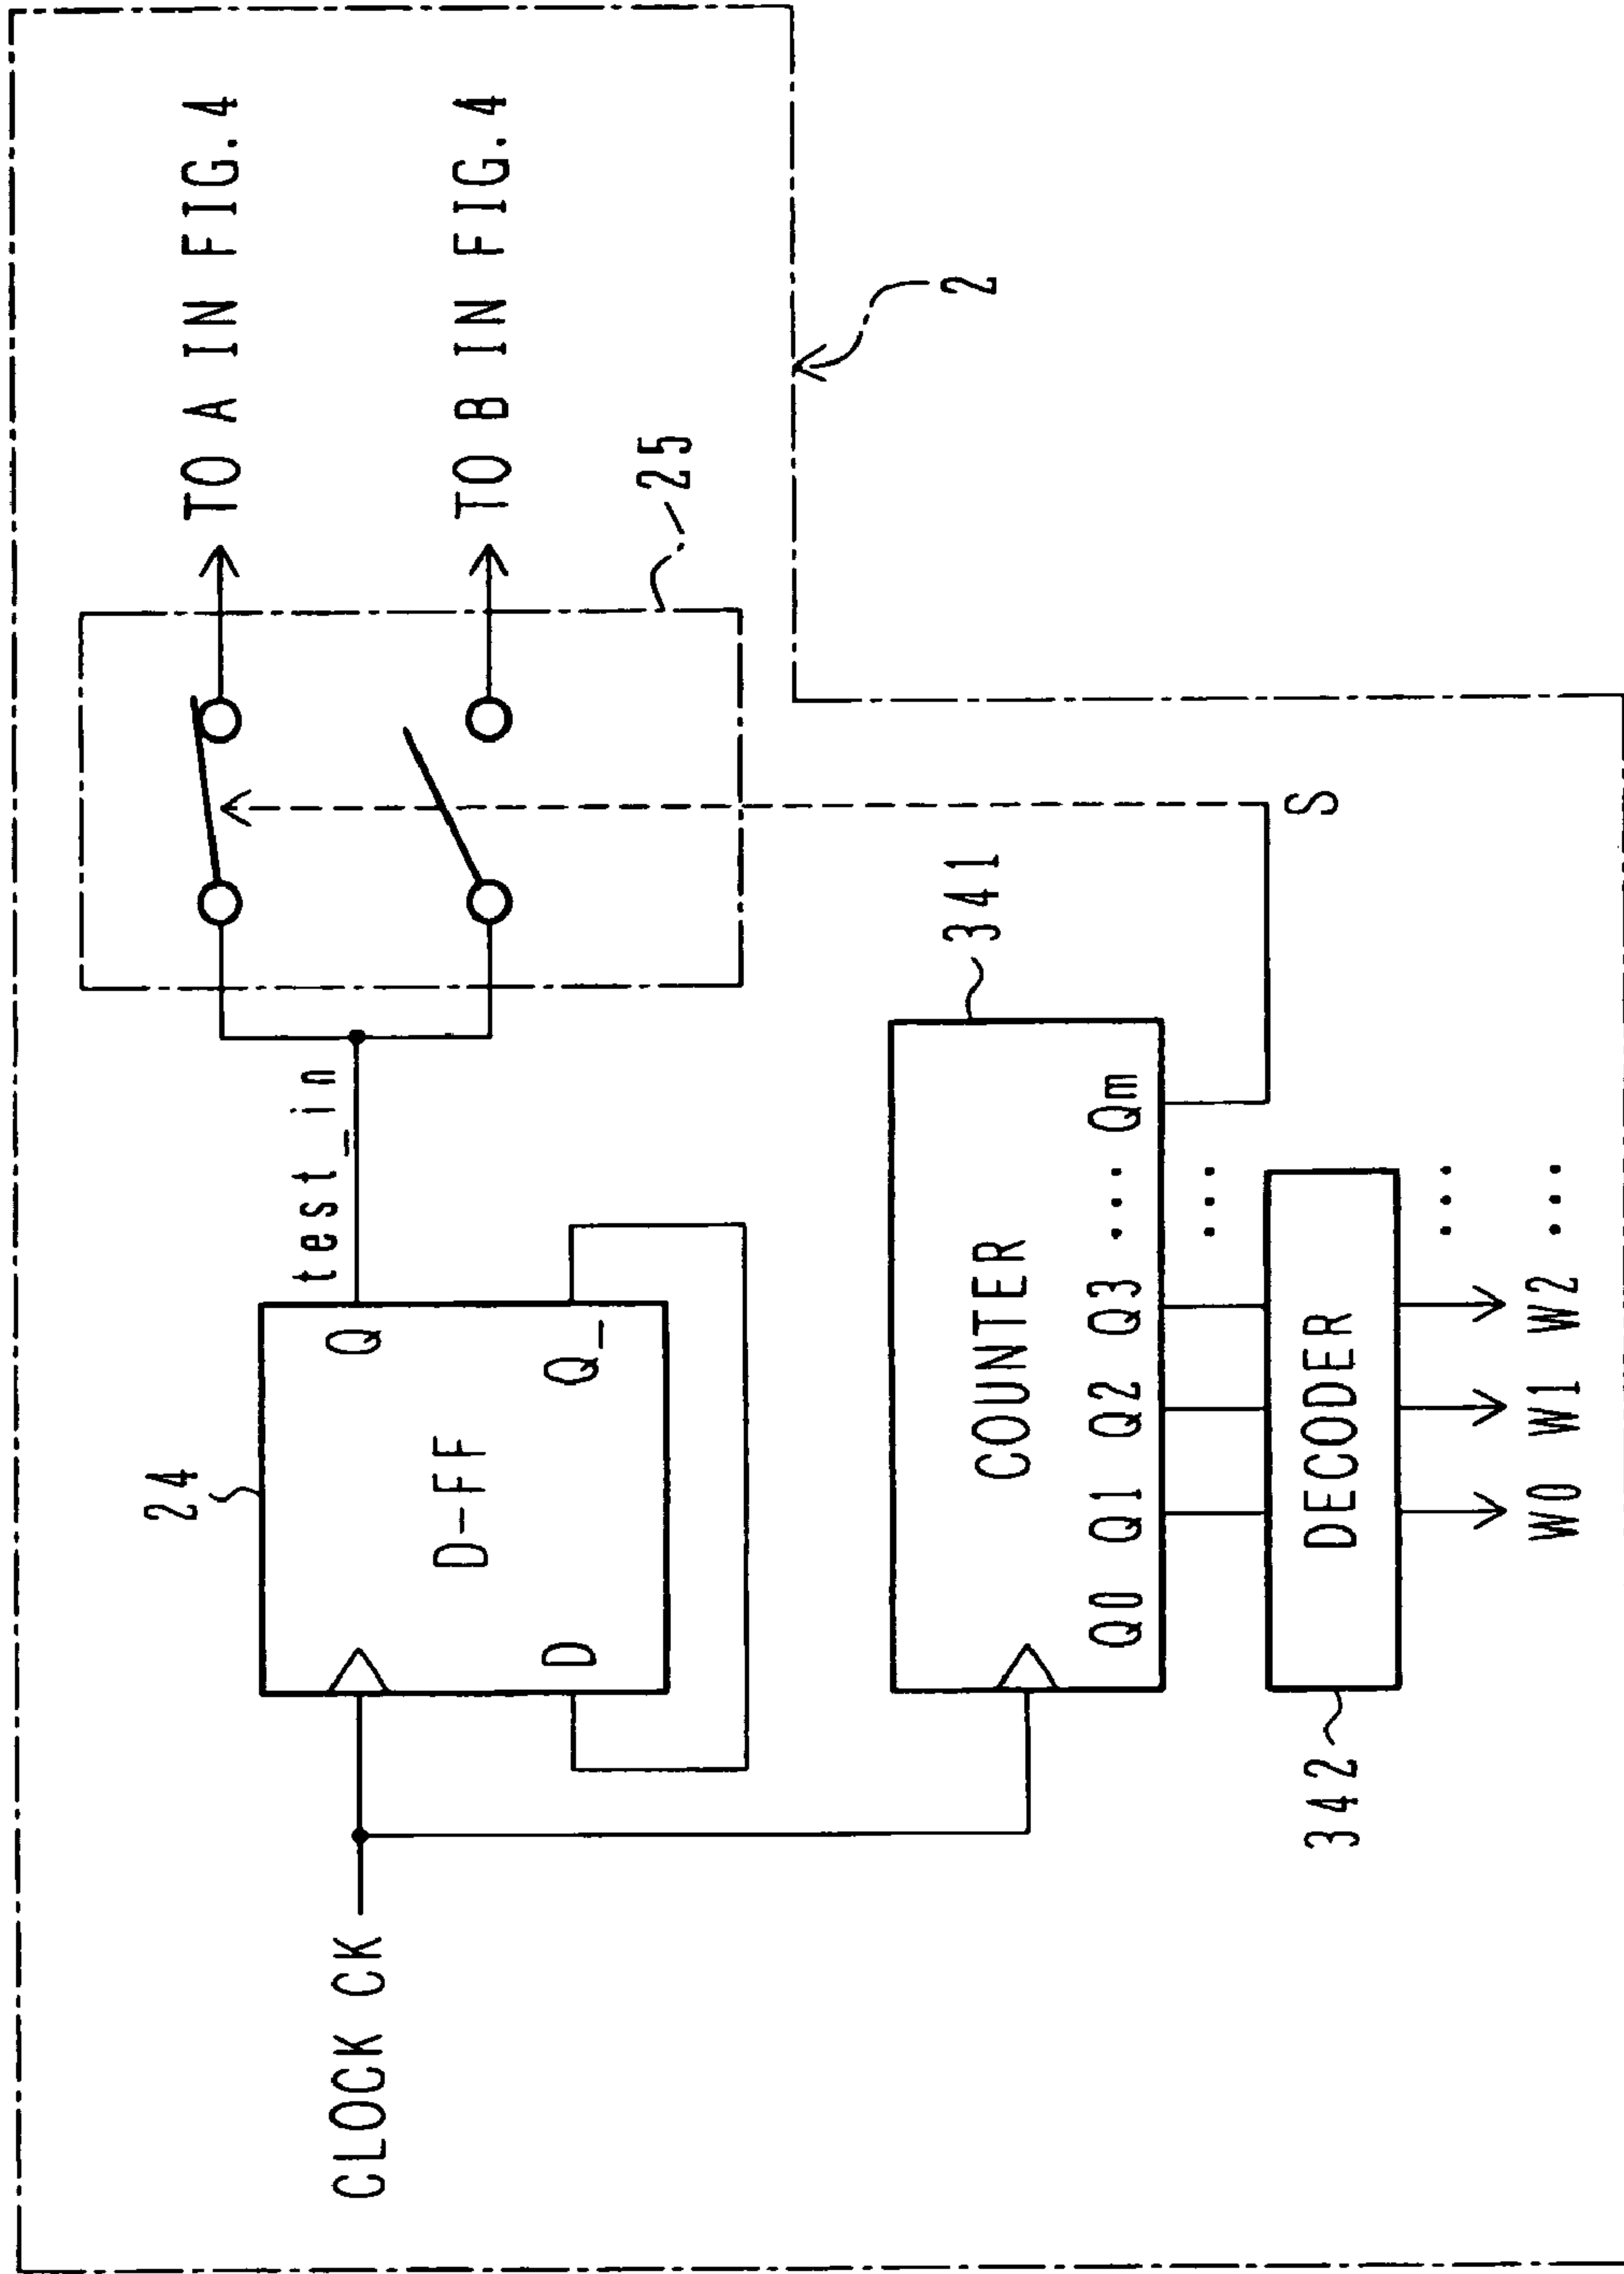 TO A IN FIG.4
TO B IN FIG.4
25
2
24
test_in
Q
D-FF
Q_
D
CLOCK CK
341
COUNTER
Q0 Q1 Q2 Q3 ... Qm
S
...
342
DECODER
...
W0 W1 W2 ...